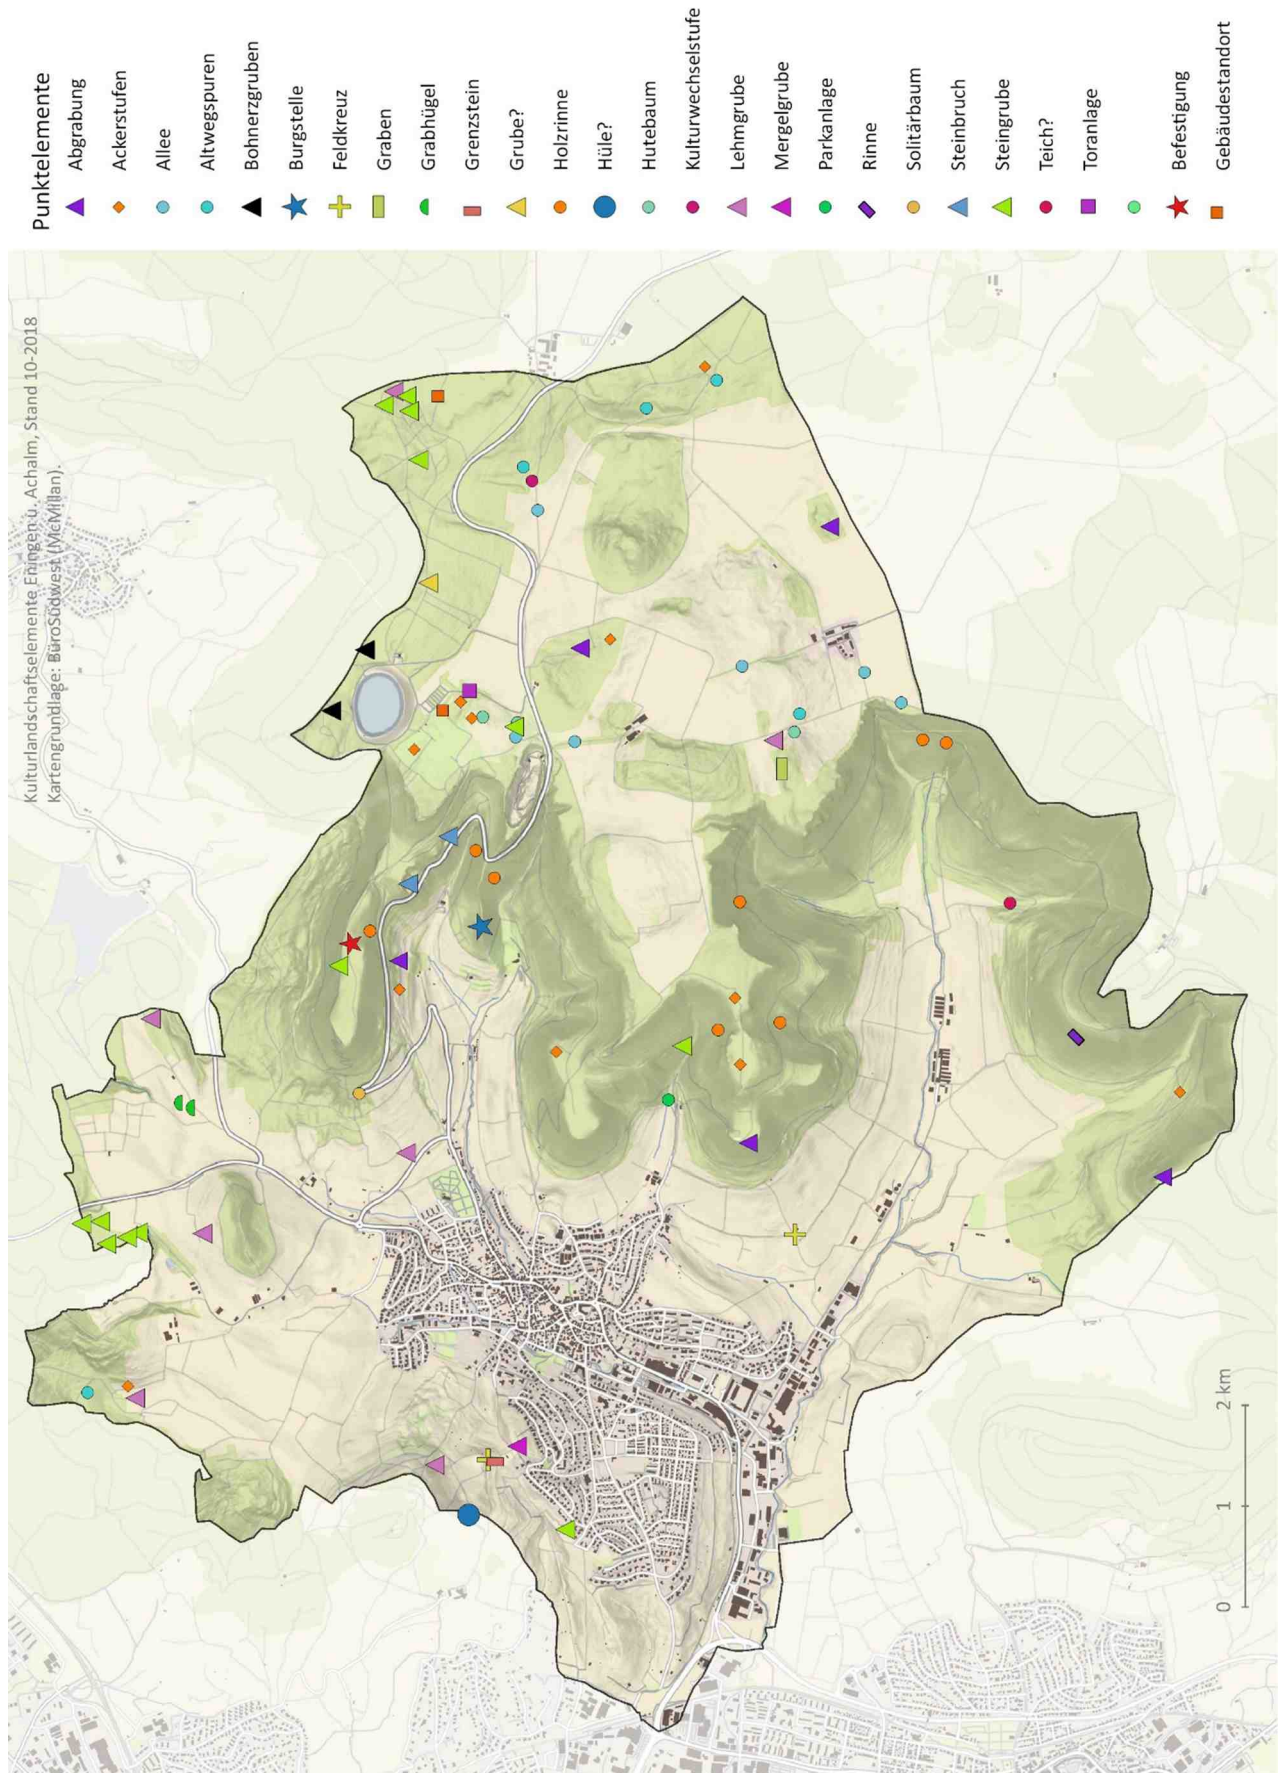 Kulturlandschaftselemente Eningen u. Achalm, Stand 10-2018
Kartengrundlage: BüroSüdwest (McMillan).
0 1 2 km
Punktelemente
Abgrabung
Ackerstufen
Allee
Altwegspuren
Bohnerzgruben
Burgstelle
Feldkreuz
Graben
Grabhügel
Grenzstein
Grube?
Holzrinne
Hüle?
Hutebaum
Kulturwechselstufe
Lehmgrube
Mergelgrube
Parkanlage
Rinne
Solitärbaum
Steinbruch
Steingrube
Teich?
Toranlage
Befestigung
Gebäudestandort